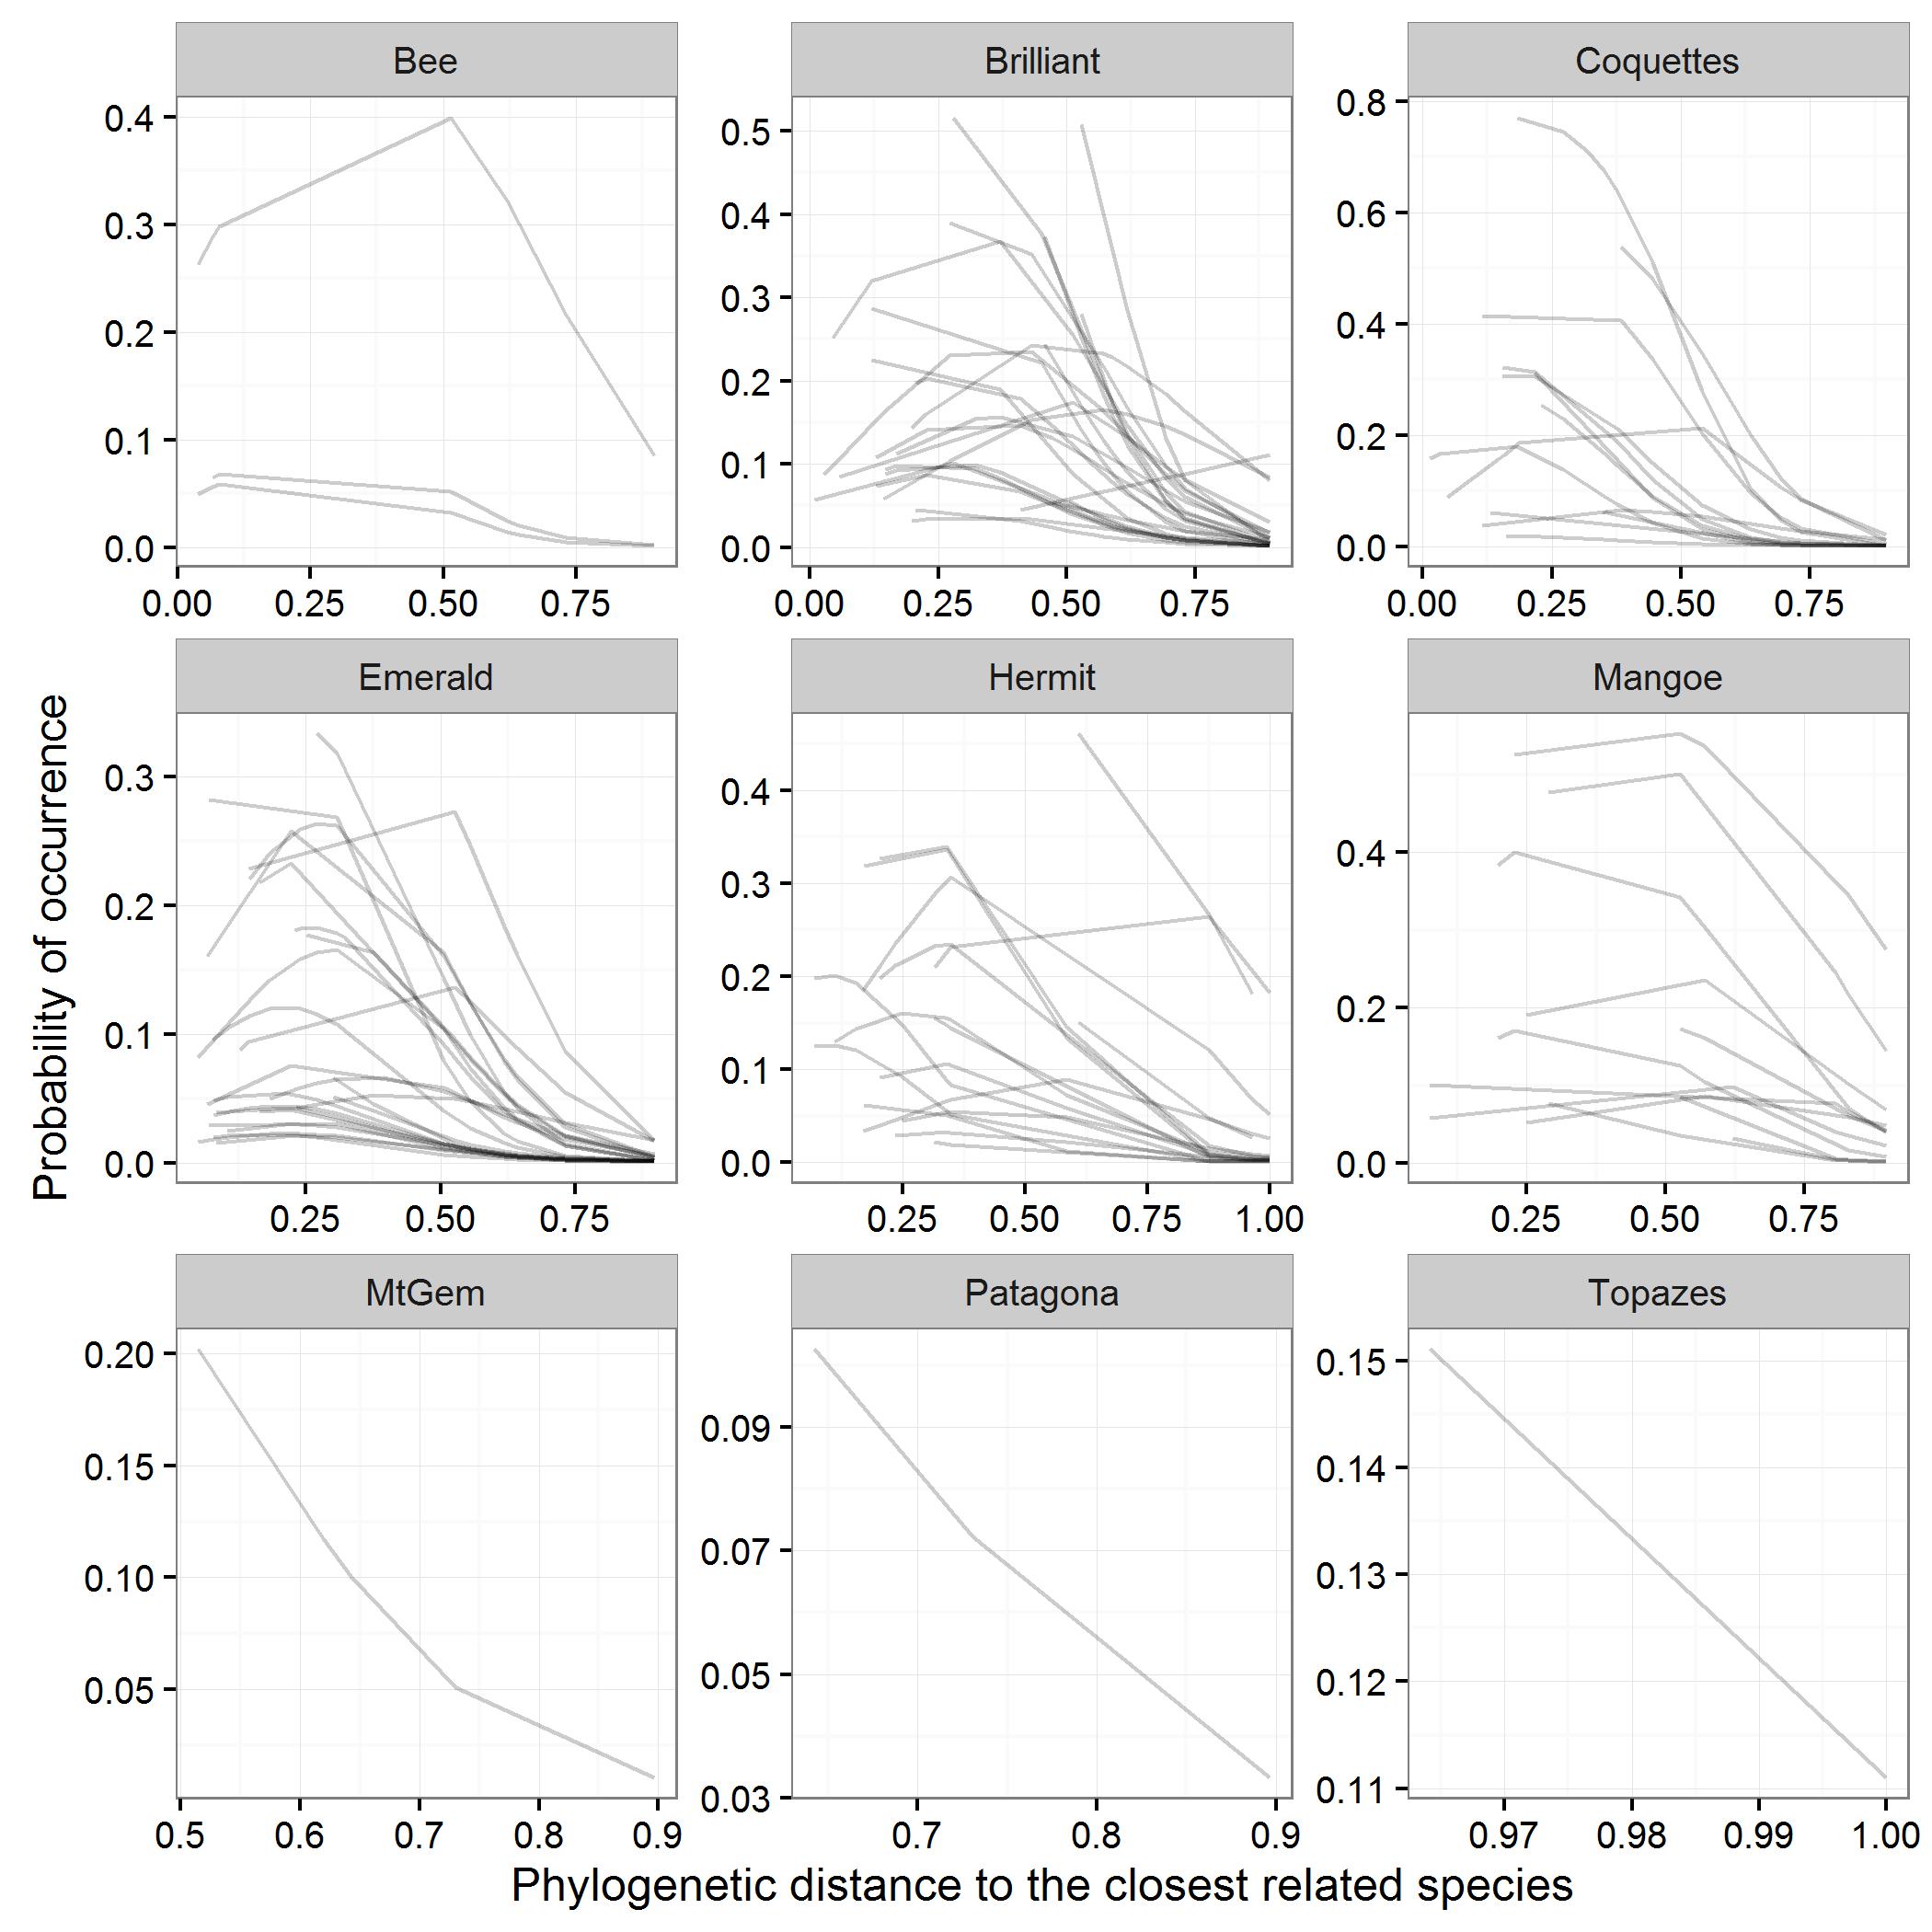 Bee Brilliant Coquettes
0.4 0.3 0.2 0.1 0.0
0.5 0.4 0.3 0.2 0.1 0.0
0.8 0.6 0.4 0.2 0.0
0.00 0.25 0.50 0.75
0.00 0.25 0.50 0.75
0.00 0.25 0.50 0.75
Probability of occurrence
Emerald Hermit Mangoe
0.3 0.2 0.1 0.0
0.4 0.3 0.2 0.1 0.0
0.4 0.2 0.0
0.25 0.50 0.75
0.25 0.50 0.75 1.00
0.25 0.50 0.75
MtGem Patagona Topazes
0.20 0.15 0.10 0.05
0.09 0.07 0.05 0.03
0.15 0.14 0.13 0.12 0.11
0.5 0.6 0.7 0.8 0.9
0.7 0.8 0.9
0.97 0.98 0.99 1.00
Phylogenetic distance to the closest related species